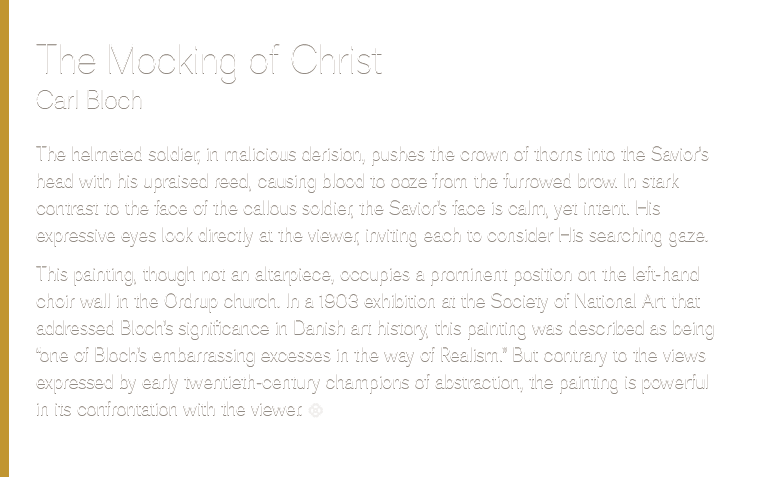 The Mocking of Christ
Carl Bloch
The helmeted soldier, in malicious derision, pushes the crown of thorns into the Savior's
head with his upraised reed, causing blood to ooze from the furrowed brow. In stark
contrast to the face of the callous soldier, the Savior's face is calm, yet intent. His
expressive eyes look directly at the viewer, inviting each to consider His searching gaze.
This painting, though not an altarpiece, occupies a prominent position on the left-hand
choir wall in the Ordrup church. In a 1903 exhibition at the Society of National Art that
addressed Bloch's significance in Danish art history, this painting was described as being
"one of Bloch's embarrassing excesses in the way of Realism." But contrary to the views
expressed by early twentieth-century champions of abstraction, the painting is powerful
in its confrontation with the viewer.